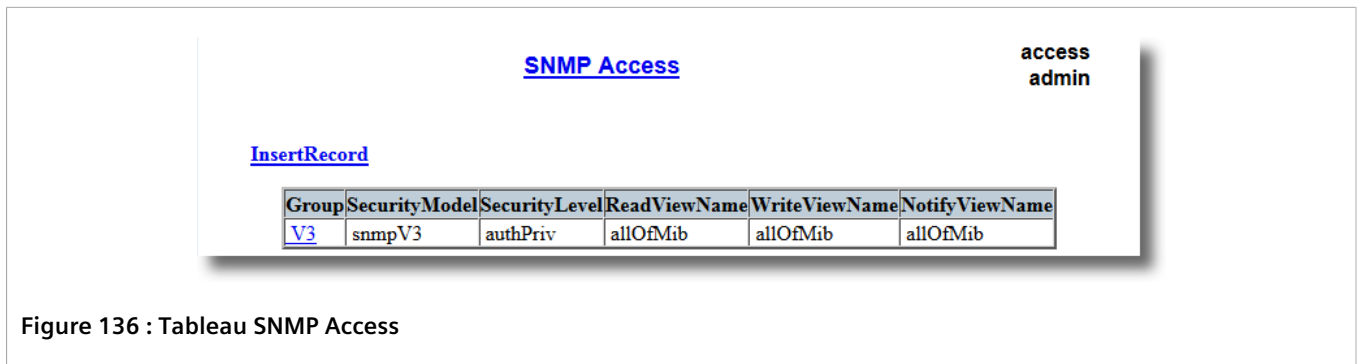 SNMP Access
access
admin
InsertRecord
Group SecurityModel SecurityLevel ReadViewName WriteViewName NotifyViewName
V3 snmpV3 authPriv allOfMib allOfMib allOfMib
Figure 136 : Tableau SNMP Access